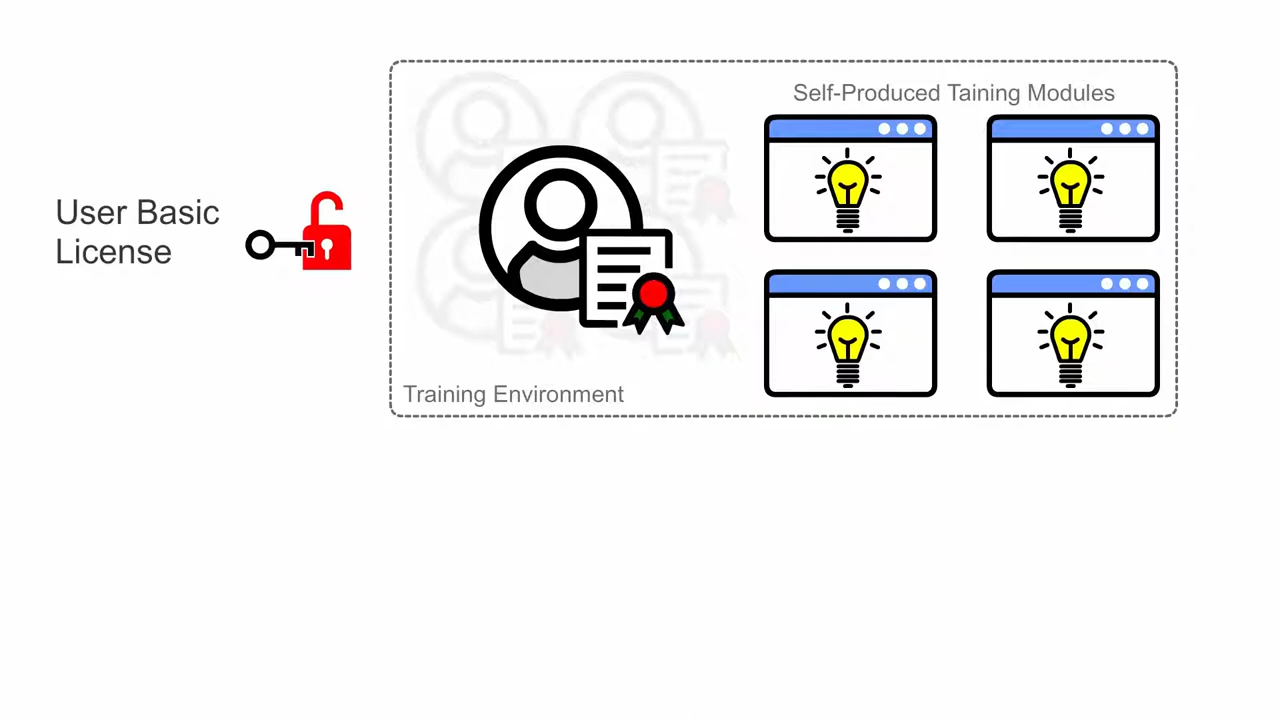 Self-Produced Taining Modules
User Basic
License
Training Environment